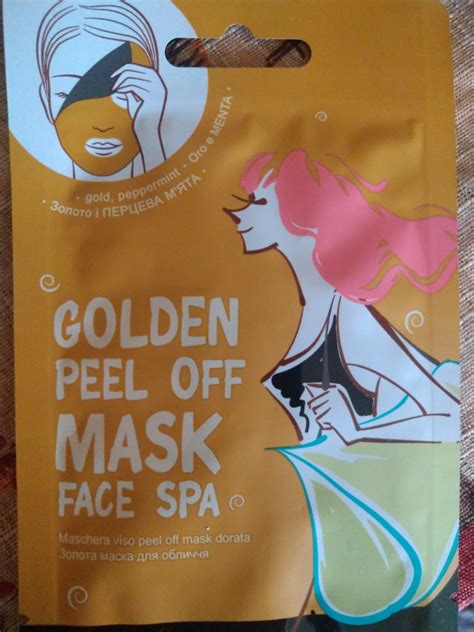 gold, peppermint · Oro e MENTA ·
· Золото і ПЕРЦЕВА М'ЯТА ·
GOLDEN
PEEL OFF
MASK
FACE SPA
Maschera viso peel off mask dorata
Золота маска для обличчя